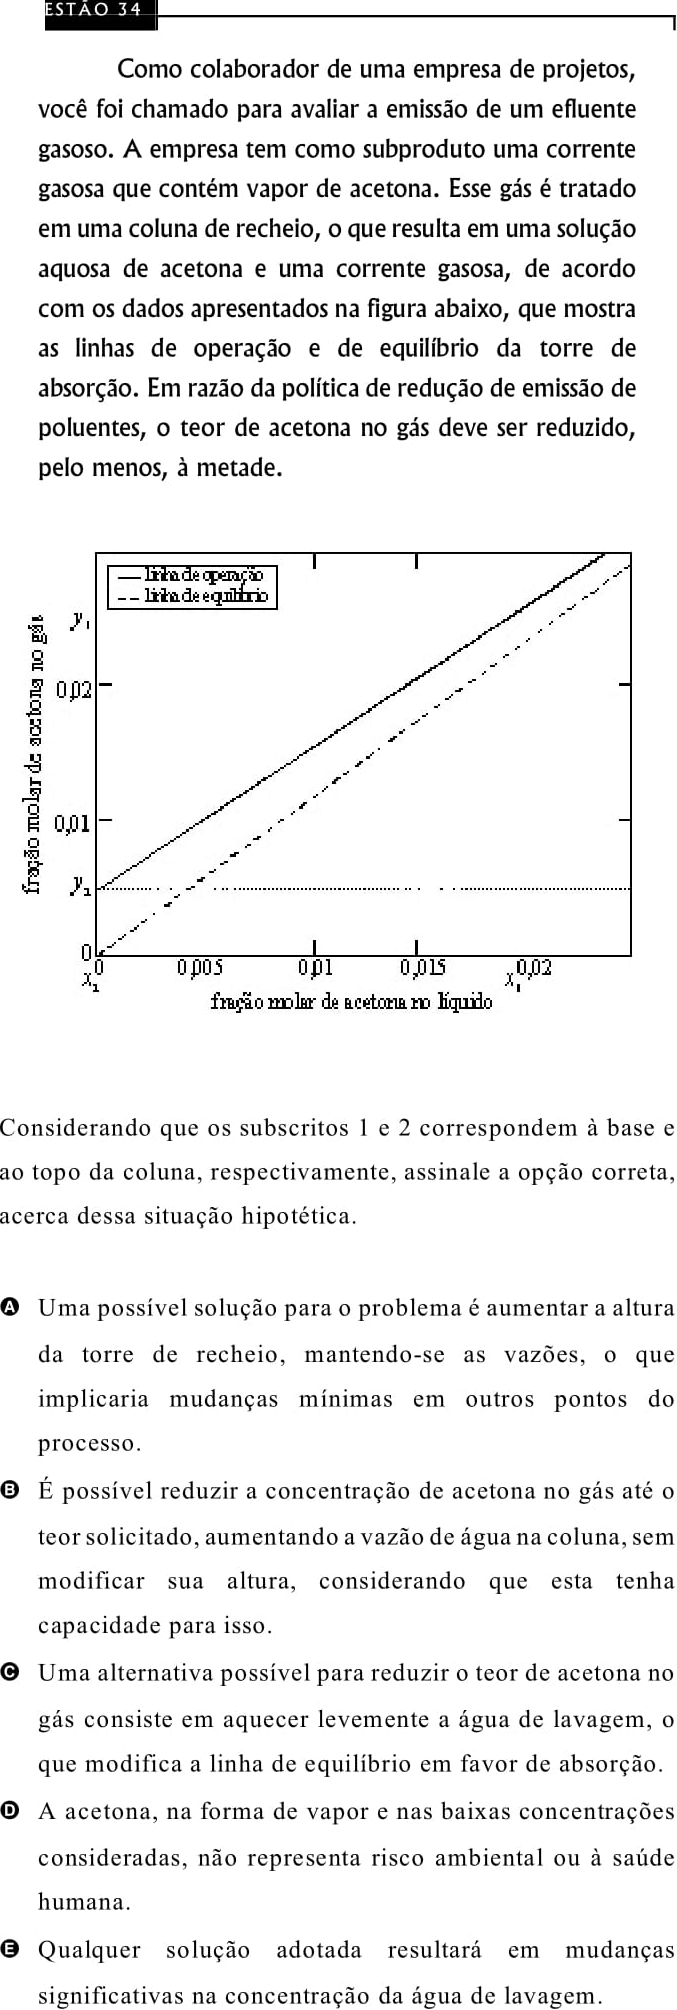 ESTÃO 34
Como colaborador de uma empresa de projetos,
você foi chamado para avaliar a emissão de um efluente
gasoso. A empresa tem como subproduto uma corrente
gasosa que contém vapor de acetona. Esse gás é tratado
em uma coluna de recheio, o que resulta em uma solução
aquosa de acetona e uma corrente gasosa, de acordo
com os dados apresentados na figura abaixo, que mostra
as linhas de operação e de equilíbrio da torre de
absorção. Em razão da política de redução de emissão de
poluentes, o teor de acetona no gás deve ser reduzido,
pelo menos, à metade.
linha de operação
linha de equilíbrio
fração molar de acetona no gás
y₁
0,02
0,01
y₂
0
0 0,005 0,01 0,015 0,02
x₂ x₁
fração molar de acetona no líquido
Considerando que os subscritos 1 e 2 correspondem à base e
ao topo da coluna, respectivamente, assinale a opção correta,
acerca dessa situação hipotética.
A Uma possível solução para o problema é aumentar a altura
da torre de recheio, mantendo-se as vazões, o que
implicaria mudanças mínimas em outros pontos do
processo.
B É possível reduzir a concentração de acetona no gás até o
teor solicitado, aumentando a vazão de água na coluna, sem
modificar sua altura, considerando que esta tenha
capacidade para isso.
C Uma alternativa possível para reduzir o teor de acetona no
gás consiste em aquecer levemente a água de lavagem, o
que modifica a linha de equilíbrio em favor de absorção.
D A acetona, na forma de vapor e nas baixas concentrações
consideradas, não representa risco ambiental ou à saúde
humana.
E Qualquer solução adotada resultará em mudanças
significativas na concentração da água de lavagem.